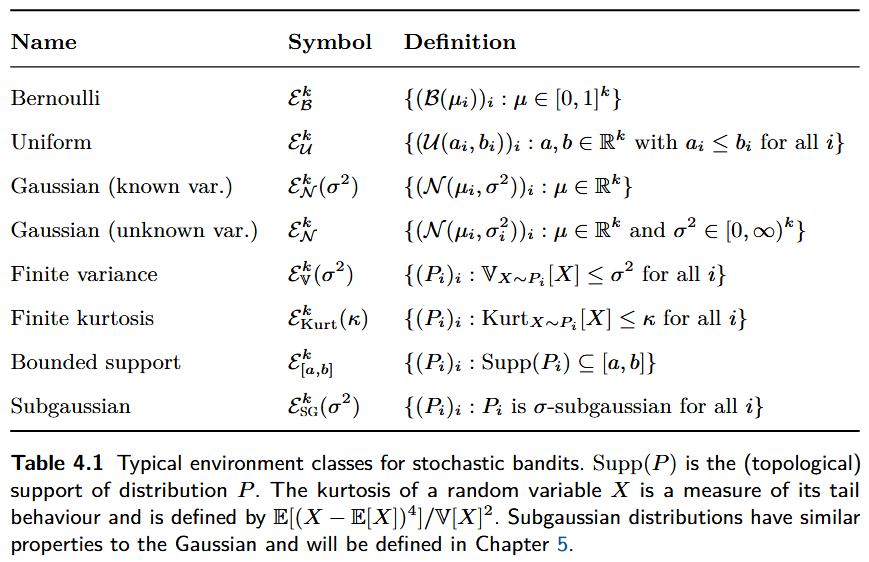 Name Symbol Definition
Bernoulli $\mathcal{E}_{\mathcal{B}}^{k}$ $\{(\mathcal{B}(\mu_i))_i : \mu \in [0, 1]^k\}$
Uniform $\mathcal{E}_{\mathcal{U}}^{k}$ $\{(\mathcal{U}(a_i, b_i))_i : a, b \in \mathbb{R}^k \text{ with } a_i \leq b_i \text{ for all } i\}$
Gaussian (known var.) $\mathcal{E}_{\mathcal{N}}^{k}(\sigma^2)$ $\{(\mathcal{N}(\mu_i, \sigma^2))_i : \mu \in \mathbb{R}^k\}$
Gaussian (unknown var.) $\mathcal{E}_{\mathcal{N}}^{k}$ $\{(\mathcal{N}(\mu_i, \sigma_i^2))_i : \mu \in \mathbb{R}^k \text{ and } \sigma^2 \in [0, \infty)^k\}$
Finite variance $\mathcal{E}_{\mathbb{V}}^{k}(\sigma^2)$ $\{(P_i)_i : \mathbb{V}_{X \sim P_i}[X] \leq \sigma^2 \text{ for all } i\}$
Finite kurtosis $\mathcal{E}_{\text{Kurt}}^{k}(\kappa)$ $\{(P_i)_i : \text{Kurt}_{X \sim P_i}[X] \leq \kappa \text{ for all } i\}$
Bounded support $\mathcal{E}_{[a,b]}^{k}$ $\{(P_i)_i : \text{Supp}(P_i) \subseteq [a, b]\}$
Subgaussian $\mathcal{E}_{\text{SG}}^{k}(\sigma^2)$ $\{(P_i)_i : P_i \text{ is } \sigma\text{-subgaussian for all } i\}$
Table 4.1 Typical environment classes for stochastic bandits. $\text{Supp}(P)$ is the (topological)
support of distribution $P$. The kurtosis of a random variable $X$ is a measure of its tail
behaviour and is defined by $\mathbb{E}[(X - \mathbb{E}[X])^4]/\mathbb{V}[X]^2$. Subgaussian distributions have similar
properties to the Gaussian and will be defined in Chapter 5.